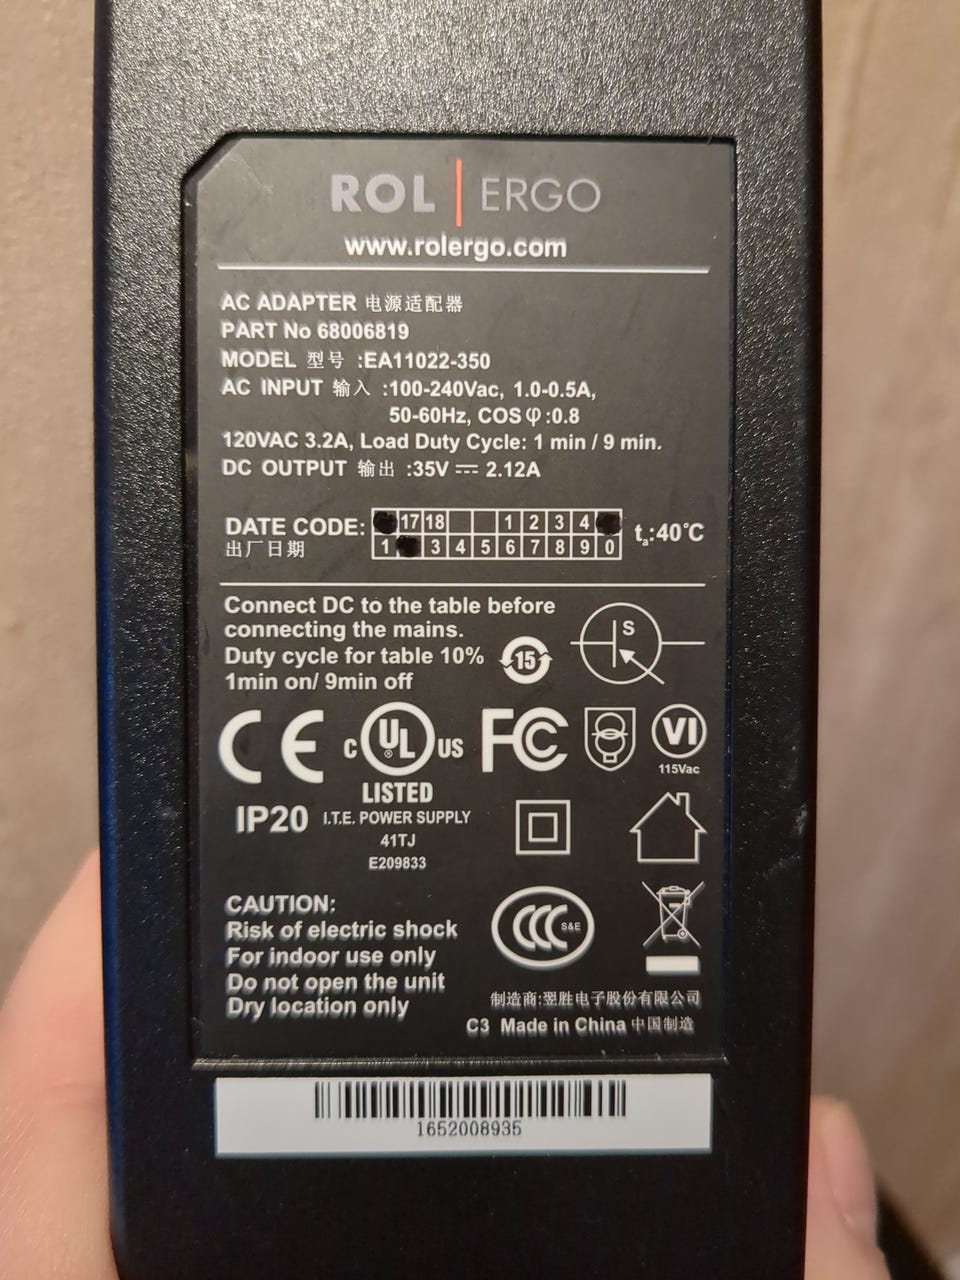 ROL | ERGO
www.rolergo.com
AC ADAPTER 电源适配器
PART No 68006819
MODEL 型号 :EA11022-350
AC INPUT 输入 :100-240Vac, 1.0-0.5A,
50-60Hz, COS φ:0.8
120VAC 3.2A, Load Duty Cycle: 1 min / 9 min.
DC OUTPUT 输出 :35V ⎓ 2.12A
DATE CODE:
出厂日期
17 18 1 2 3 4
1 3 4 5 6 7 8 9 0
ta:40°C
Connect DC to the table before
connecting the mains.
Duty cycle for table 10%
1min on/ 9min off
15
S
CE
c UL ® US
LISTED
I.T.E. POWER SUPPLY
41TJ
E209833
FC
VI
115Vac
IP20
CAUTION:
Risk of electric shock
For indoor use only
Do not open the unit
Dry location only
CCC S&E
制造商:翌胜电子股份有限公司
C3 Made in China 中国制造
1652008935